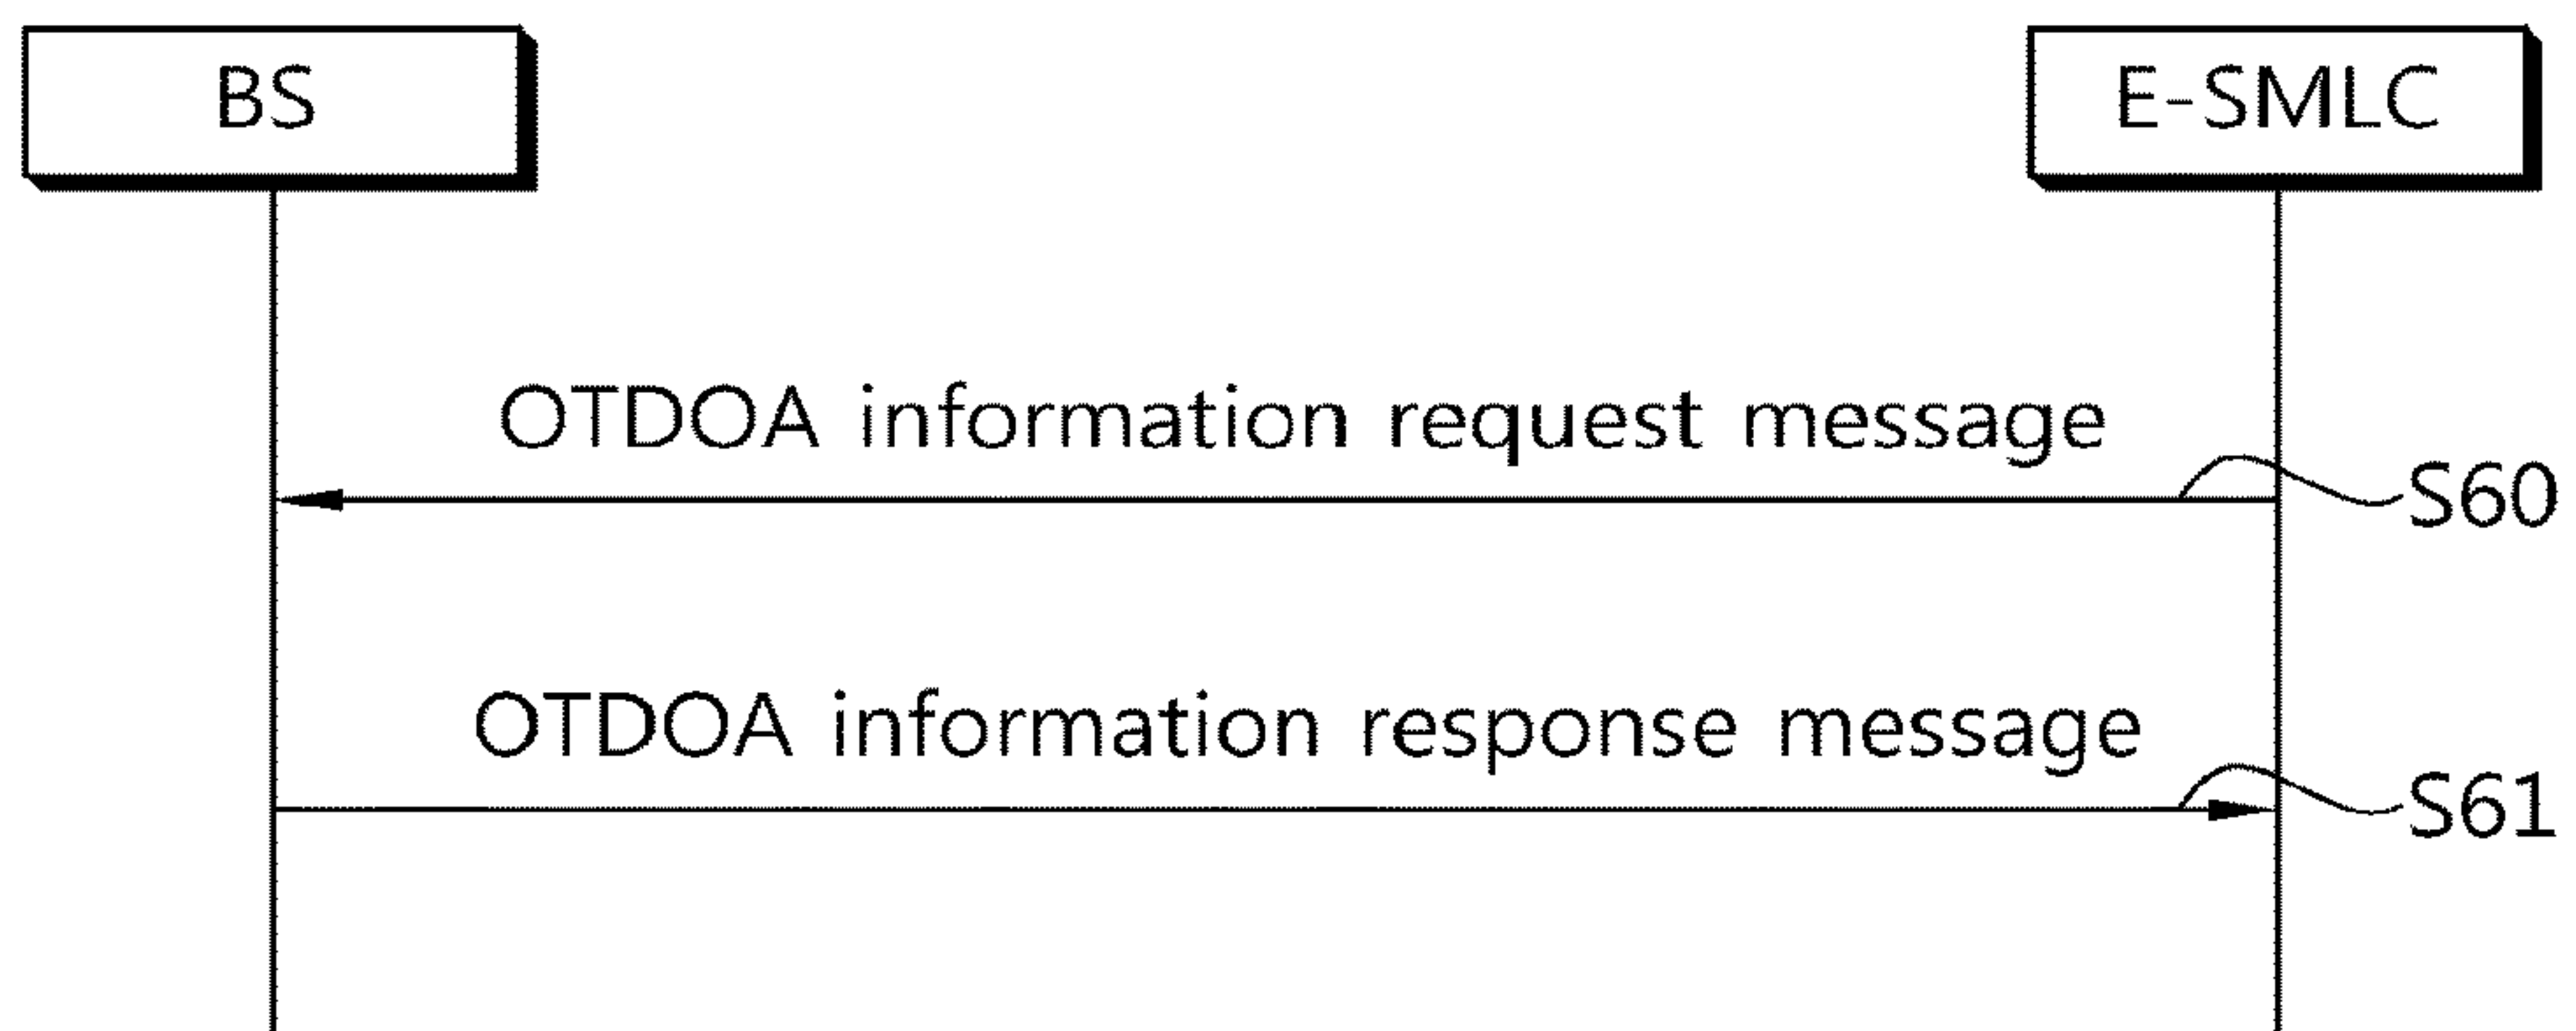 BS
E-SMLC
OTDOA information request message
S60
OTDOA information response message
S61